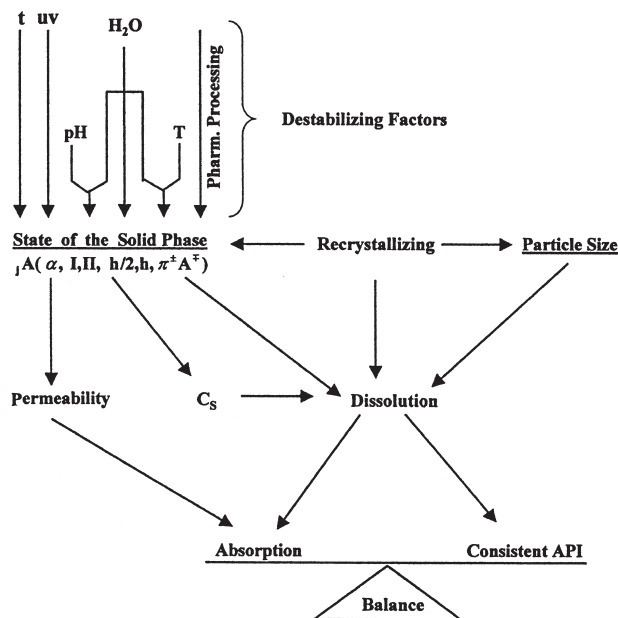 t uv
H₂O
pH
T
Pharm. Processing
Destabilizing Factors
State of the Solid Phase
ⱼA( α, I,II, h/2,h, π±A∓)
Recrystallizing
Particle Size
Permeability
Cₛ
Dissolution
Absorption
Consistent API
Balance